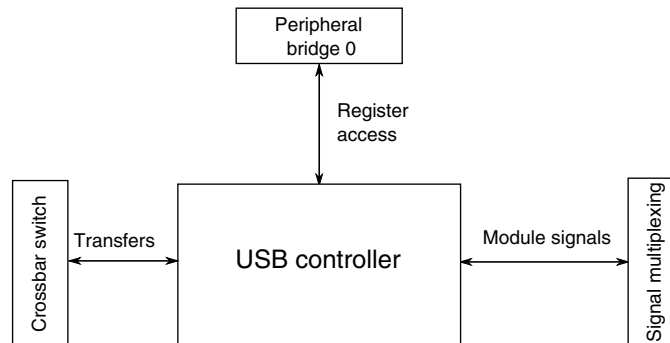 Peripheral
bridge 0
Register
access
Crossbar switch
Transfers
USB controller
Module signals
Signal multiplexing